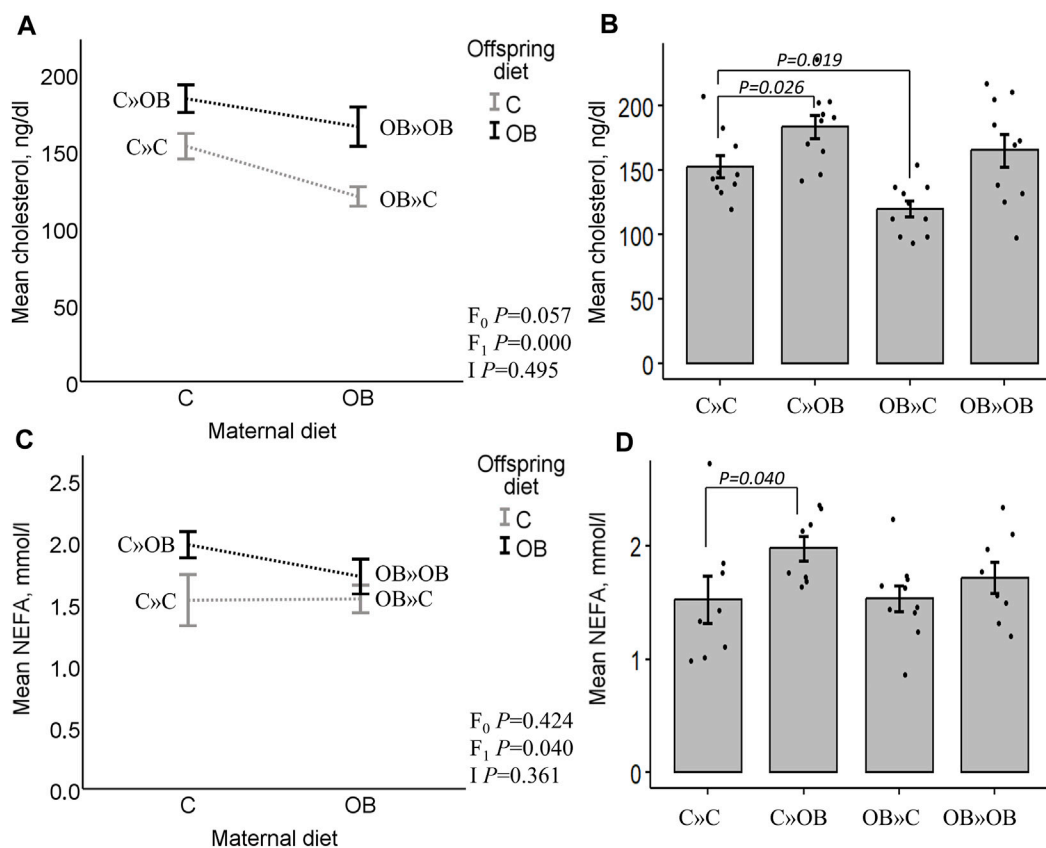 A
Mean cholesterol, ng/dl
200
150
100
50
0
C»OB
C»C
OB»OB
OB»C
Offspring
diet
C
OB
F₀ P=0.057
F₁ P=0.000
I P=0.495
C
OB
Maternal diet
B
Mean cholesterol, ng/dl
200
150
100
50
0
P=0.019
P=0.026
C»C
C»OB
OB»C
OB»OB
C
Mean NEFA, mmol/l
2.5
2.0
1.5
1.0
0.5
0.0
C»OB
C»C
OB»OB
OB»C
Offspring
diet
C
OB
F₀ P=0.424
F₁ P=0.040
I P=0.361
C
OB
Maternal diet
D
Mean NEFA, mmol/l
2
1
0
P=0.040
C»C
C»OB
OB»C
OB»OB